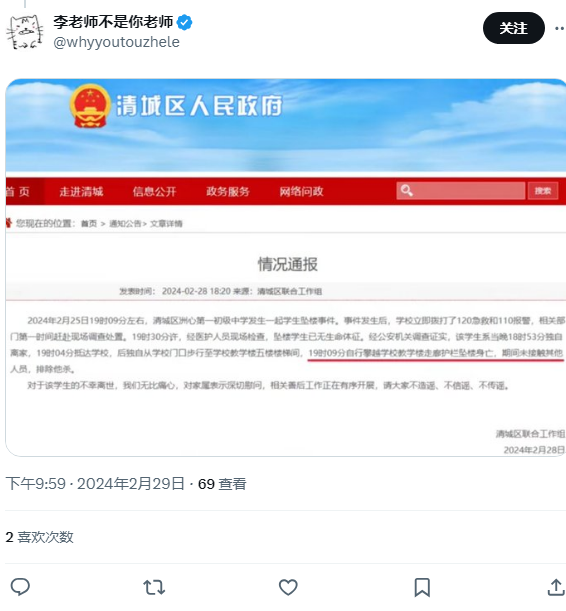 李老师不是你老师
@whyyoutouzhele
关注
清城区人民政府
首 页 走进清城 信息公开 政务服务 网络问政 搜索
您现在的位置: 首页 > 通知公告> 文章详情
情况通报
发表时间: 2024-02-28 18:20 来源: 清城区联合工作组
2024年2月25日19时09分左右，清城区洲心第一初级中学发生一起学生坠楼事件。事件发生后，学校立即拨打了120急救和110报警，相关部
门第一时间赶赴现场调查处置。19时30分许，经医护人员现场检查，坠楼学生已无生命体征。经公安机关调查证实，该学生系当晚18时53分独自
离家，19时04分抵达学校，后独自从学校门口步行至学校教学楼五楼楼梯间，19时09分自行攀越学校教学楼走廊护栏坠楼身亡，期间未接触其他
人员，排除他杀。
对于该学生的不幸离世，我们无比痛心，对家属表示深切慰问，相关善后工作正在有序开展，请大家不造谣、不信谣、不传谣。
清城区联合工作组
2024年2月28日
下午9:59 · 2024年2月29日 · 69 查看
2 喜欢次数